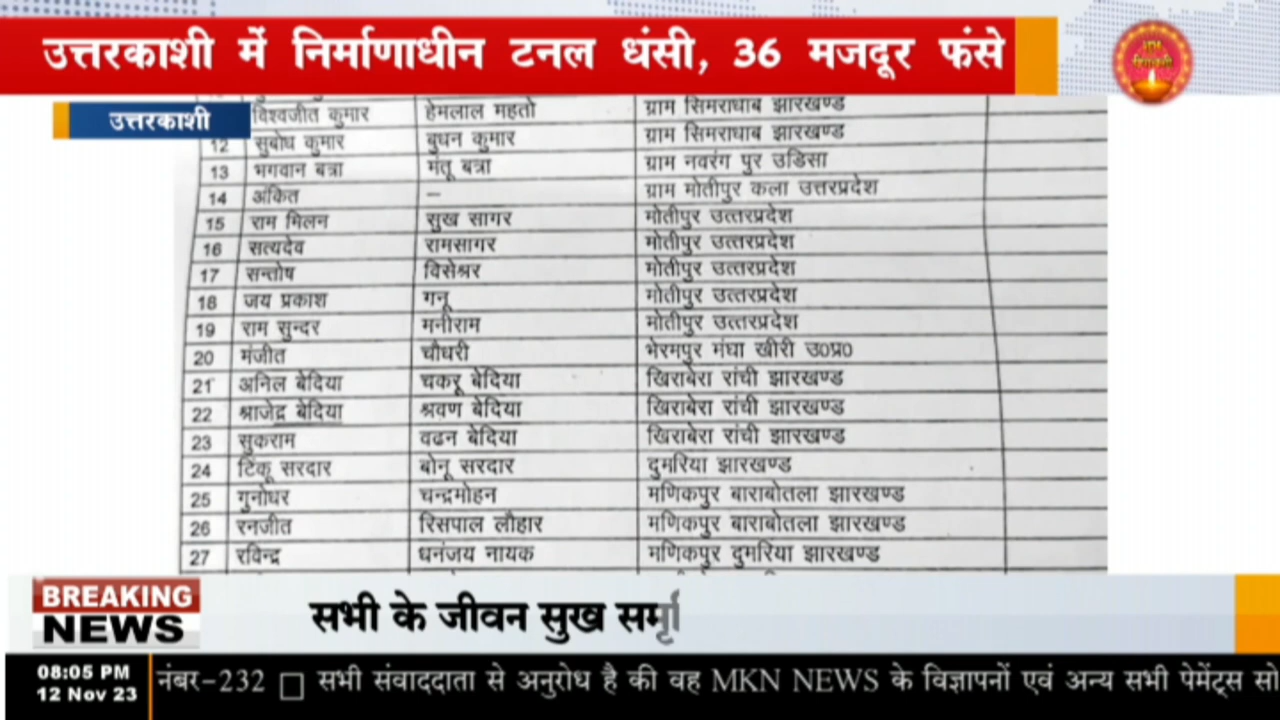 उत्तरकाशी में निर्माणाधीन टनल धंसी, 36 मजदूर फंसे
शुभ दीपावली
उत्तरकाशी
विश्वजीत कुमार हेमलाल महतो ग्राम सिमराधाब झारखण्ड
12 सुबोध कुमार बुधन कुमार ग्राम सिमराधाब झारखण्ड
13 भगवान बत्रा मंतू बत्रा ग्राम नवरंग पुर उडिसा
14 अंकित – ग्राम मोतीपुर कला उत्तरप्रदेश
15 राम मिलन सुख सागर मोतीपुर उत्तरप्रदेश
16 सत्यदेव रामसागर मोतीपुर उत्तरप्रदेश
17 सन्तोष विसेश्रर मोतीपुर उत्तरप्रदेश
18 जय प्रकाश गनू मोतीपुर उत्तरप्रदेश
19 राम सुन्दर मनीराम मोतीपुर उत्तरप्रदेश
20 मंजीत चौधरी भेरमपुर मंघा खीरी उ0प्र0
21 अनिल बेदिया चकरू बेदिया खिराबेरा रांची झारखण्ड
22 श्राजेद्र बेदिया श्रवण बेदिया खिराबेरा रांची झारखण्ड
23 सुकराम वढन बेदिया खिराबेरा रांची झारखण्ड
24 टिंकू सरदार बोनू सरदार दुमरिया झारखण्ड
25 गुनोधर चन्द्रमोहन मणिकपुर बाराबोतला झारखण्ड
26 रनजीत रिसपाल लौहार मणिकपुर बाराबोतला झारखण्ड
27 रविन्द्र धनंजय नायक मणिकपुर दुमरिया झारखण्ड
BREAKING
NEWS
सभी के जीवन सुख
08:05 PM
12 Nov 23
नंबर-232 □ सभी संवाददाता से अनुरोध है की वह MKN NEWS के विज्ञापनों एवं अन्य सभी पेमेंट्स